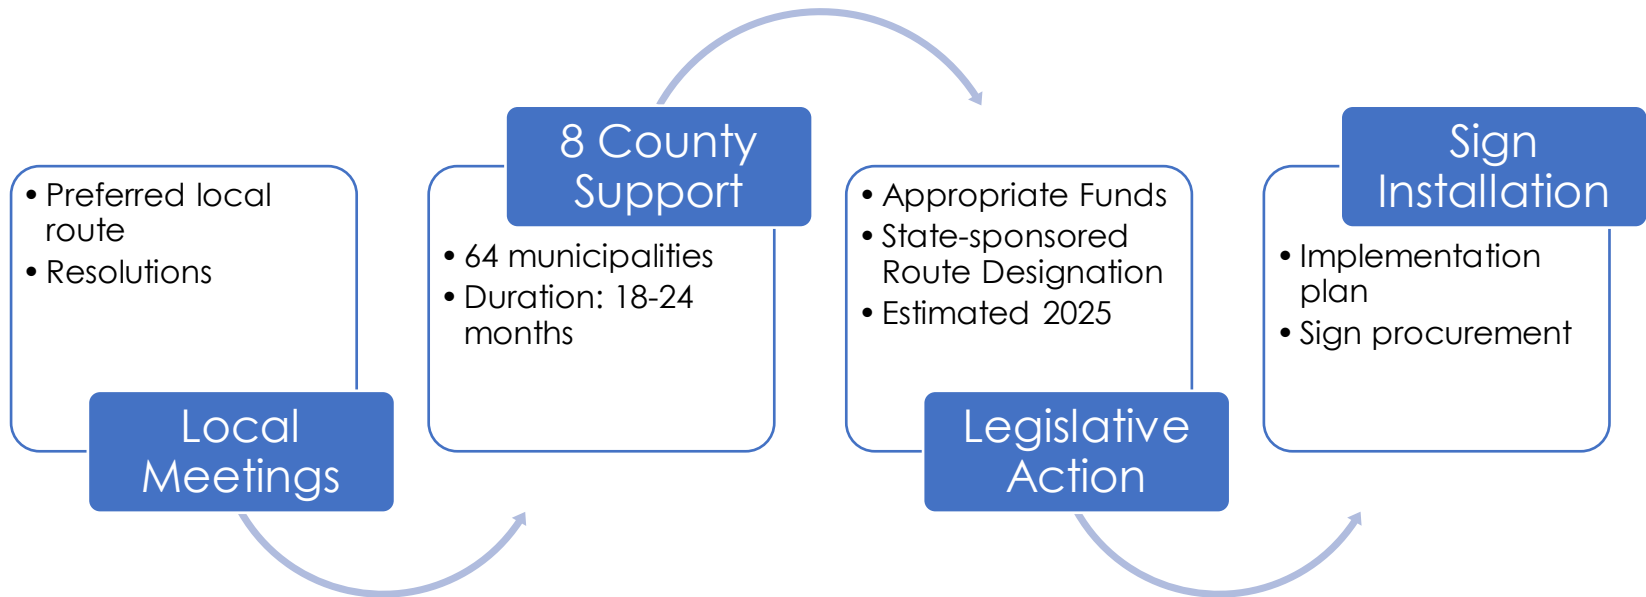 • Preferred local
route
• Resolutions
Local
Meetings
8 County
Support
• 64 municipalities
• Duration: 18-24
months
• Appropriate Funds
• State-sponsored
Route Designation
• Estimated 2025
Legislative
Action
Sign
Installation
• Implementation
plan
• Sign procurement